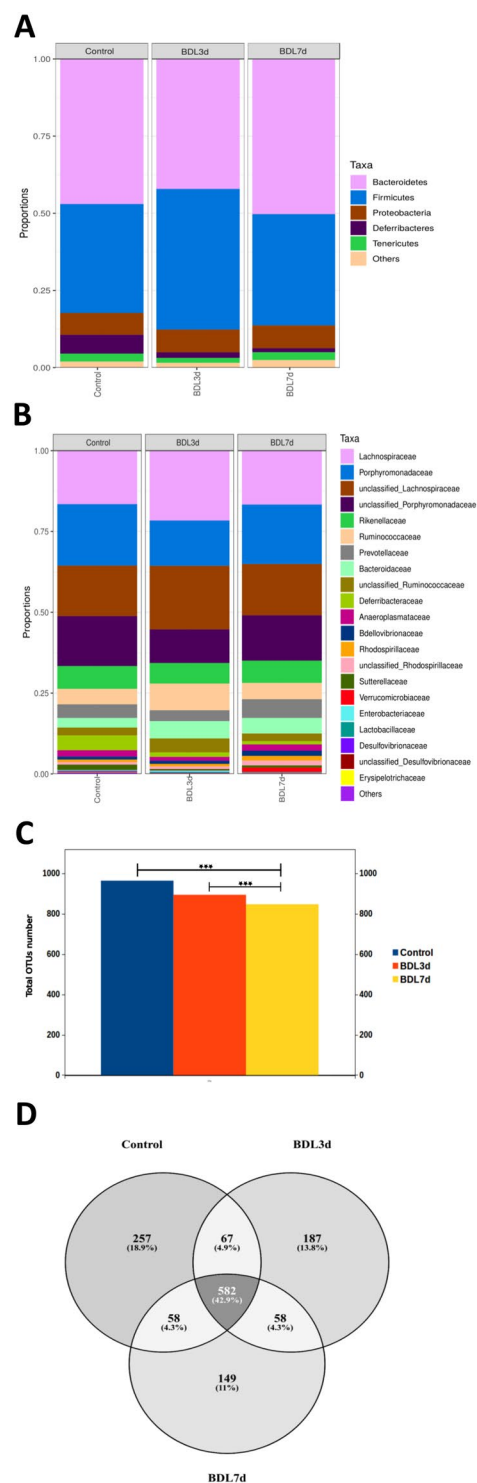 A
Control BDL3d BDL7d
1.00
0.75
0.50
0.25
0.00
Proportions
Control
BDL3d
BDL7d
Taxa
Bacteroidetes
Firmicutes
Proteobacteria
Deferribacteres
Tenericutes
Others
B
Control BDL3d BDL7d
1.00
0.75
0.50
0.25
0.00
Proportions
Control
BDL3d
BDL7d
Taxa
Lachnospiraceae
Porphyromonadaceae
unclassified_Lachnospiraceae
unclassified_Porphyromonadaceae
Rikenellaceae
Ruminococcaceae
Prevotellaceae
Bacteroidaceae
unclassified_Ruminococcaceae
Deferribacteraceae
Anaeroplasmataceae
Bdellovibrionaceae
Rhodospirillaceae
unclassified_Rhodospirillaceae
Sutterellaceae
Verrucomicrobiaceae
Enterobacteriaceae
Lactobacillaceae
Desulfovibrionaceae
unclassified_Desulfovibrionaceae
Erysipelotrichaceae
Others
C
***
***
1000 1000
800 800
600 600
400 400
200 200
0 0
Total OTUs number
Control
BDL3d
BDL7d
D
Control BDL3d
257 67 187
(18.9%) (4.9%) (13.8%)
582
(42.9%)
58 58
(4.3%) (4.3%)
149
(11%)
BDL7d